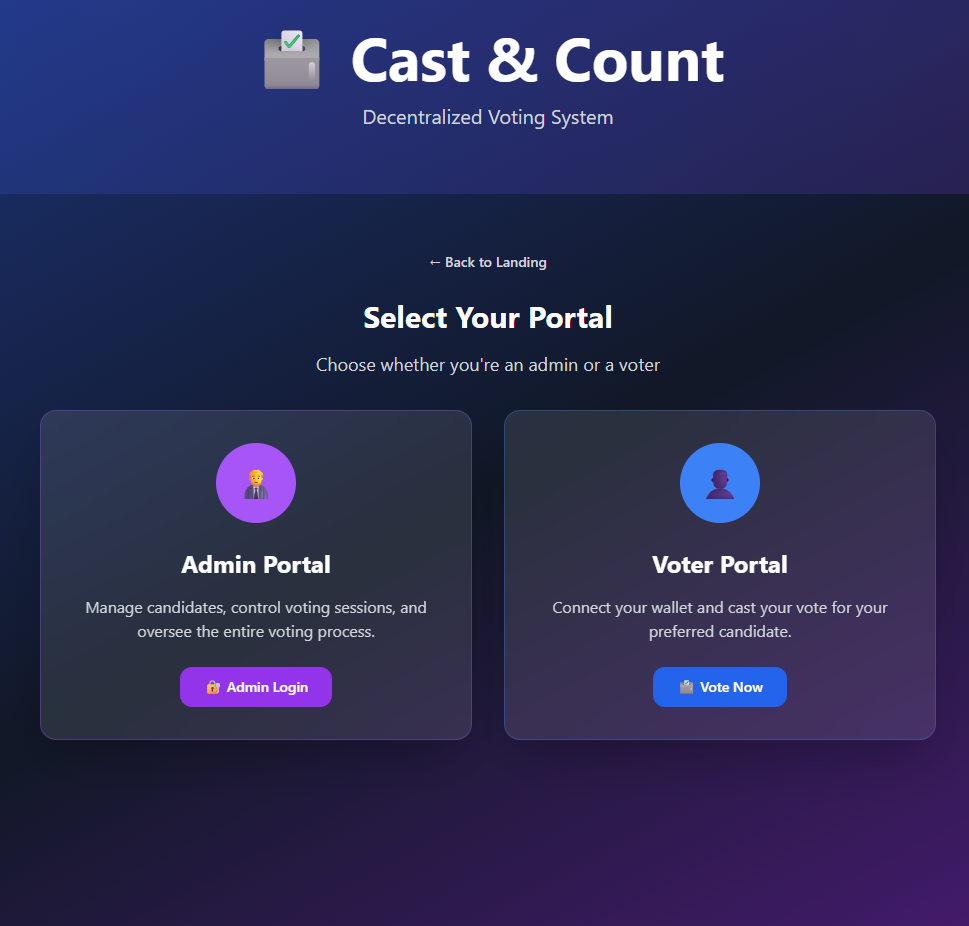 Cast & Count
Decentralized Voting System
← Back to Landing
Select Your Portal
Choose whether you're an admin or a voter
Admin Portal
Manage candidates, control voting sessions, and
oversee the entire voting process.
Admin Login
Voter Portal
Connect your wallet and cast your vote for your
preferred candidate.
Vote Now